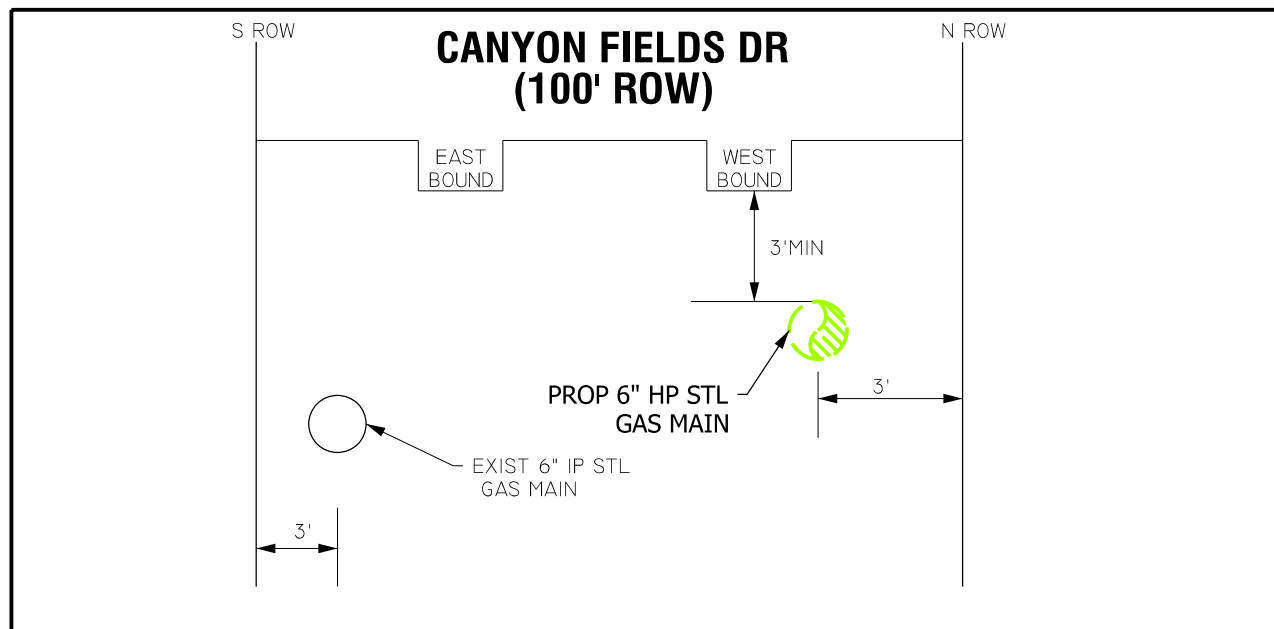 S ROW
N ROW
CANYON FIELDS DR
(100' ROW)
EAST
BOUND
WEST
BOUND
3'MIN
PROP 6" HP STL
GAS MAIN
3'
EXIST 6" IP STL
GAS MAIN
3'